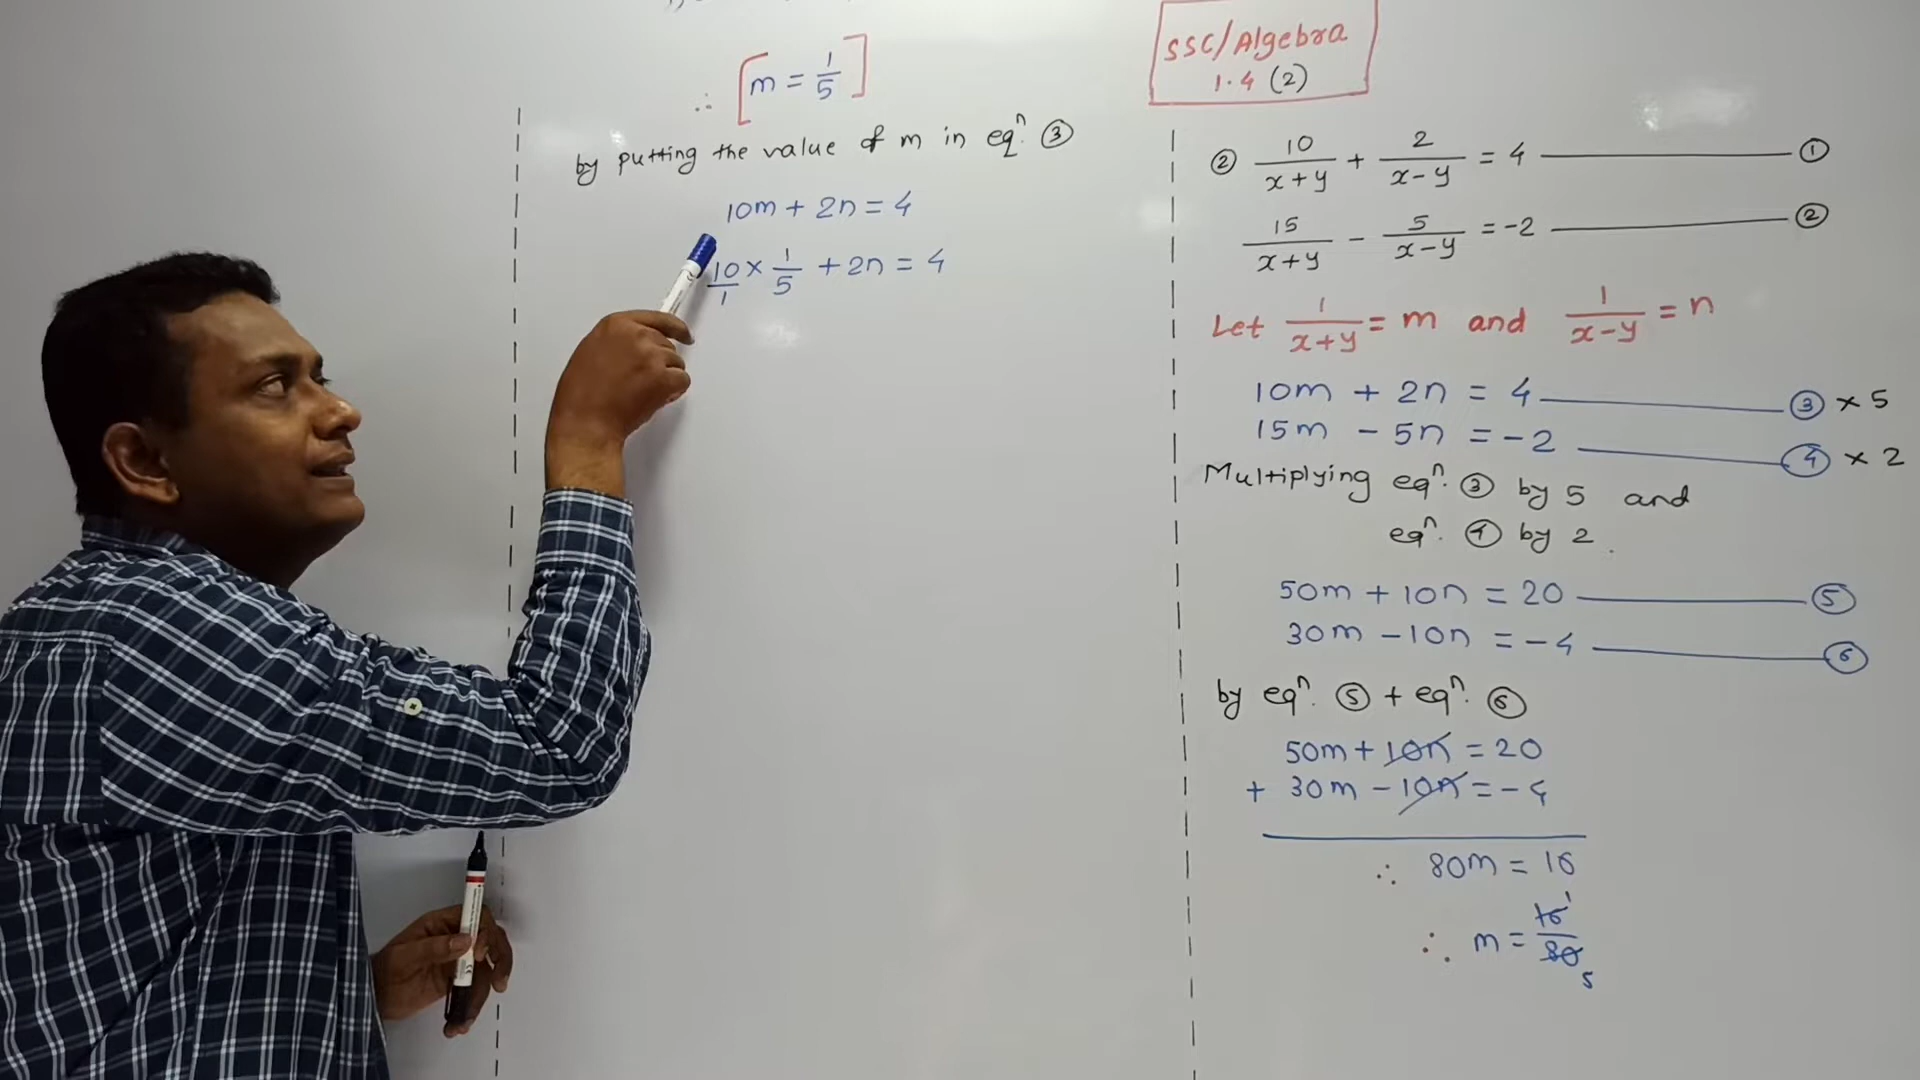 ∴ [m = 1/5]
by putting the value of m in eqⁿ. ③
10m + 2n = 4
10/1 × 1/5 + 2n = 4
SSC/Algebra
1.4 (2)
② 10/(x+y) + 2/(x-y) = 4 ——— ①
15/(x+y) - 5/(x-y) = -2 ——— ②
Let 1/(x+y) = m and 1/(x-y) = n
10m + 2n = 4 ——— ③ × 5
15m - 5n = -2 ——— ④ × 2
Multiplying eqⁿ. ③ by 5 and
eqⁿ. ④ by 2.
50m + 10n = 20 ——— ⑤
30m - 10n = -4 ——— ⑥
by eqⁿ. ⑤ + eqⁿ. ⑥
50m + 10n = 20
+ 30m - 10n = -4
∴ 80m = 16
∴ m = 16/80 1 5